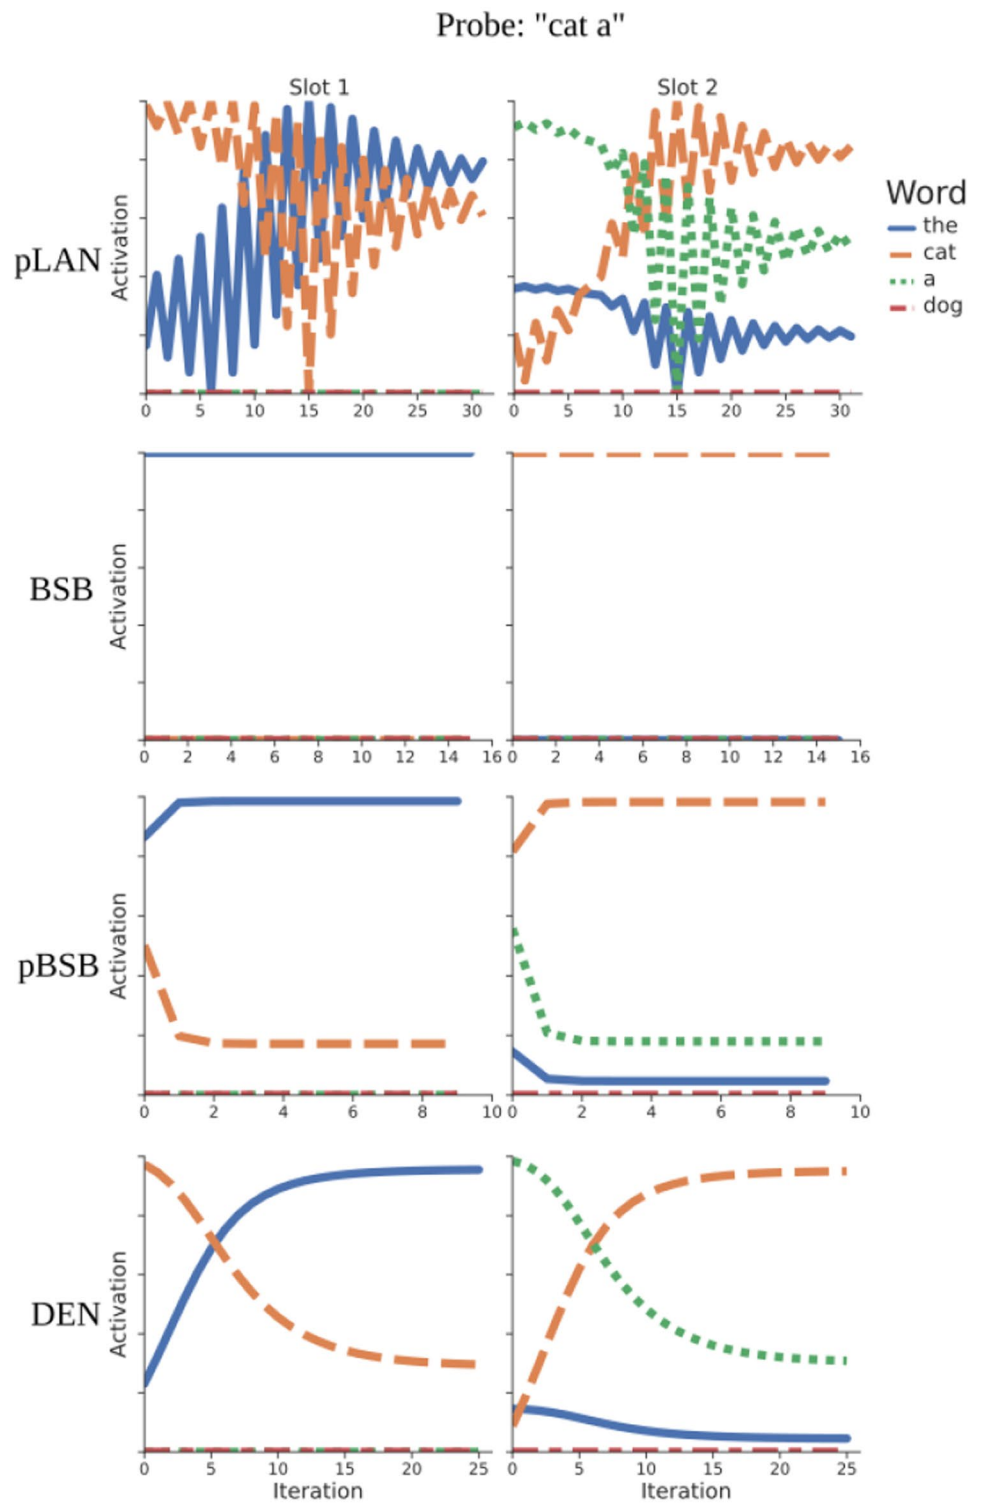 Probe: "cat a"
Slot 1
Slot 2
pLAN
Activation
0 5 10 15 20 25 30
0 5 10 15 20 25 30
Word
the
cat
a
dog
BSB
Activation
0 2 4 6 8 10 12 14 16
0 2 4 6 8 10 12 14 16
pBSB
Activation
0 2 4 6 8 10
0 2 4 6 8 10
DEN
Activation
0 5 10 15 20 25
0 5 10 15 20 25
Iteration
Iteration